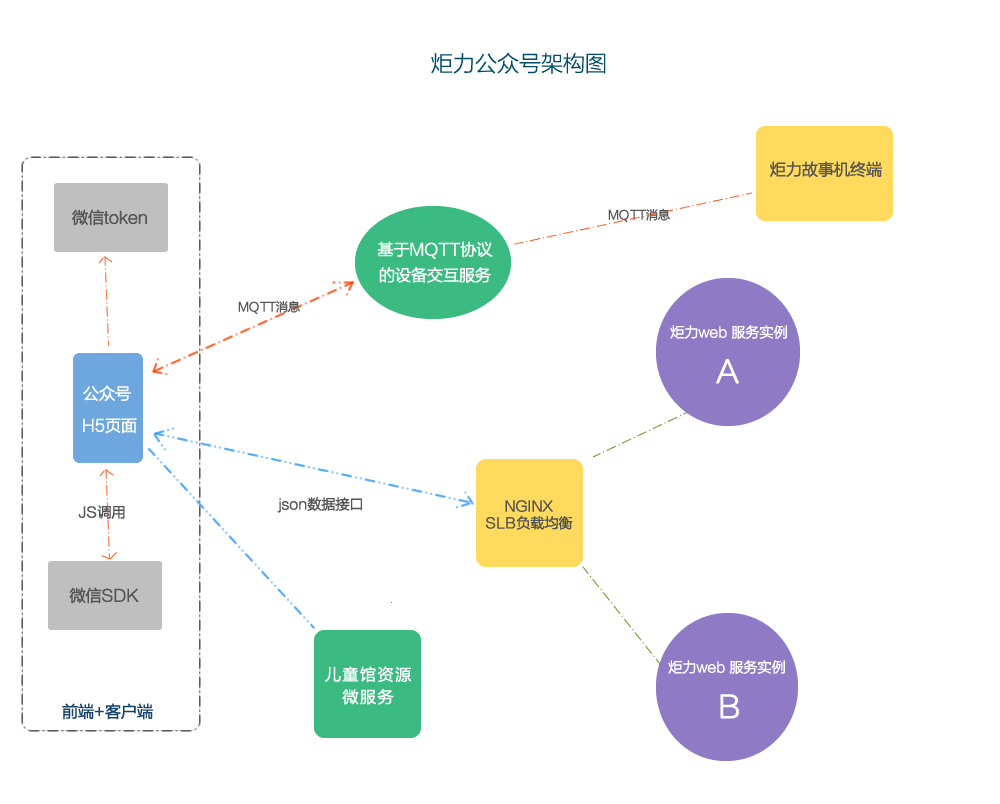 炬力公众号架构图
炬力故事机终端
微信token
MQTT消息
基于MQTT协议
的设备交互服务
MQTT消息
炬力web 服务实例
A
公众号
H5页面
json数据接口
NGINX
SLB负载均衡
JS调用
微信SDK
儿童馆资源
微服务
炬力web 服务实例
B
前端+客户端